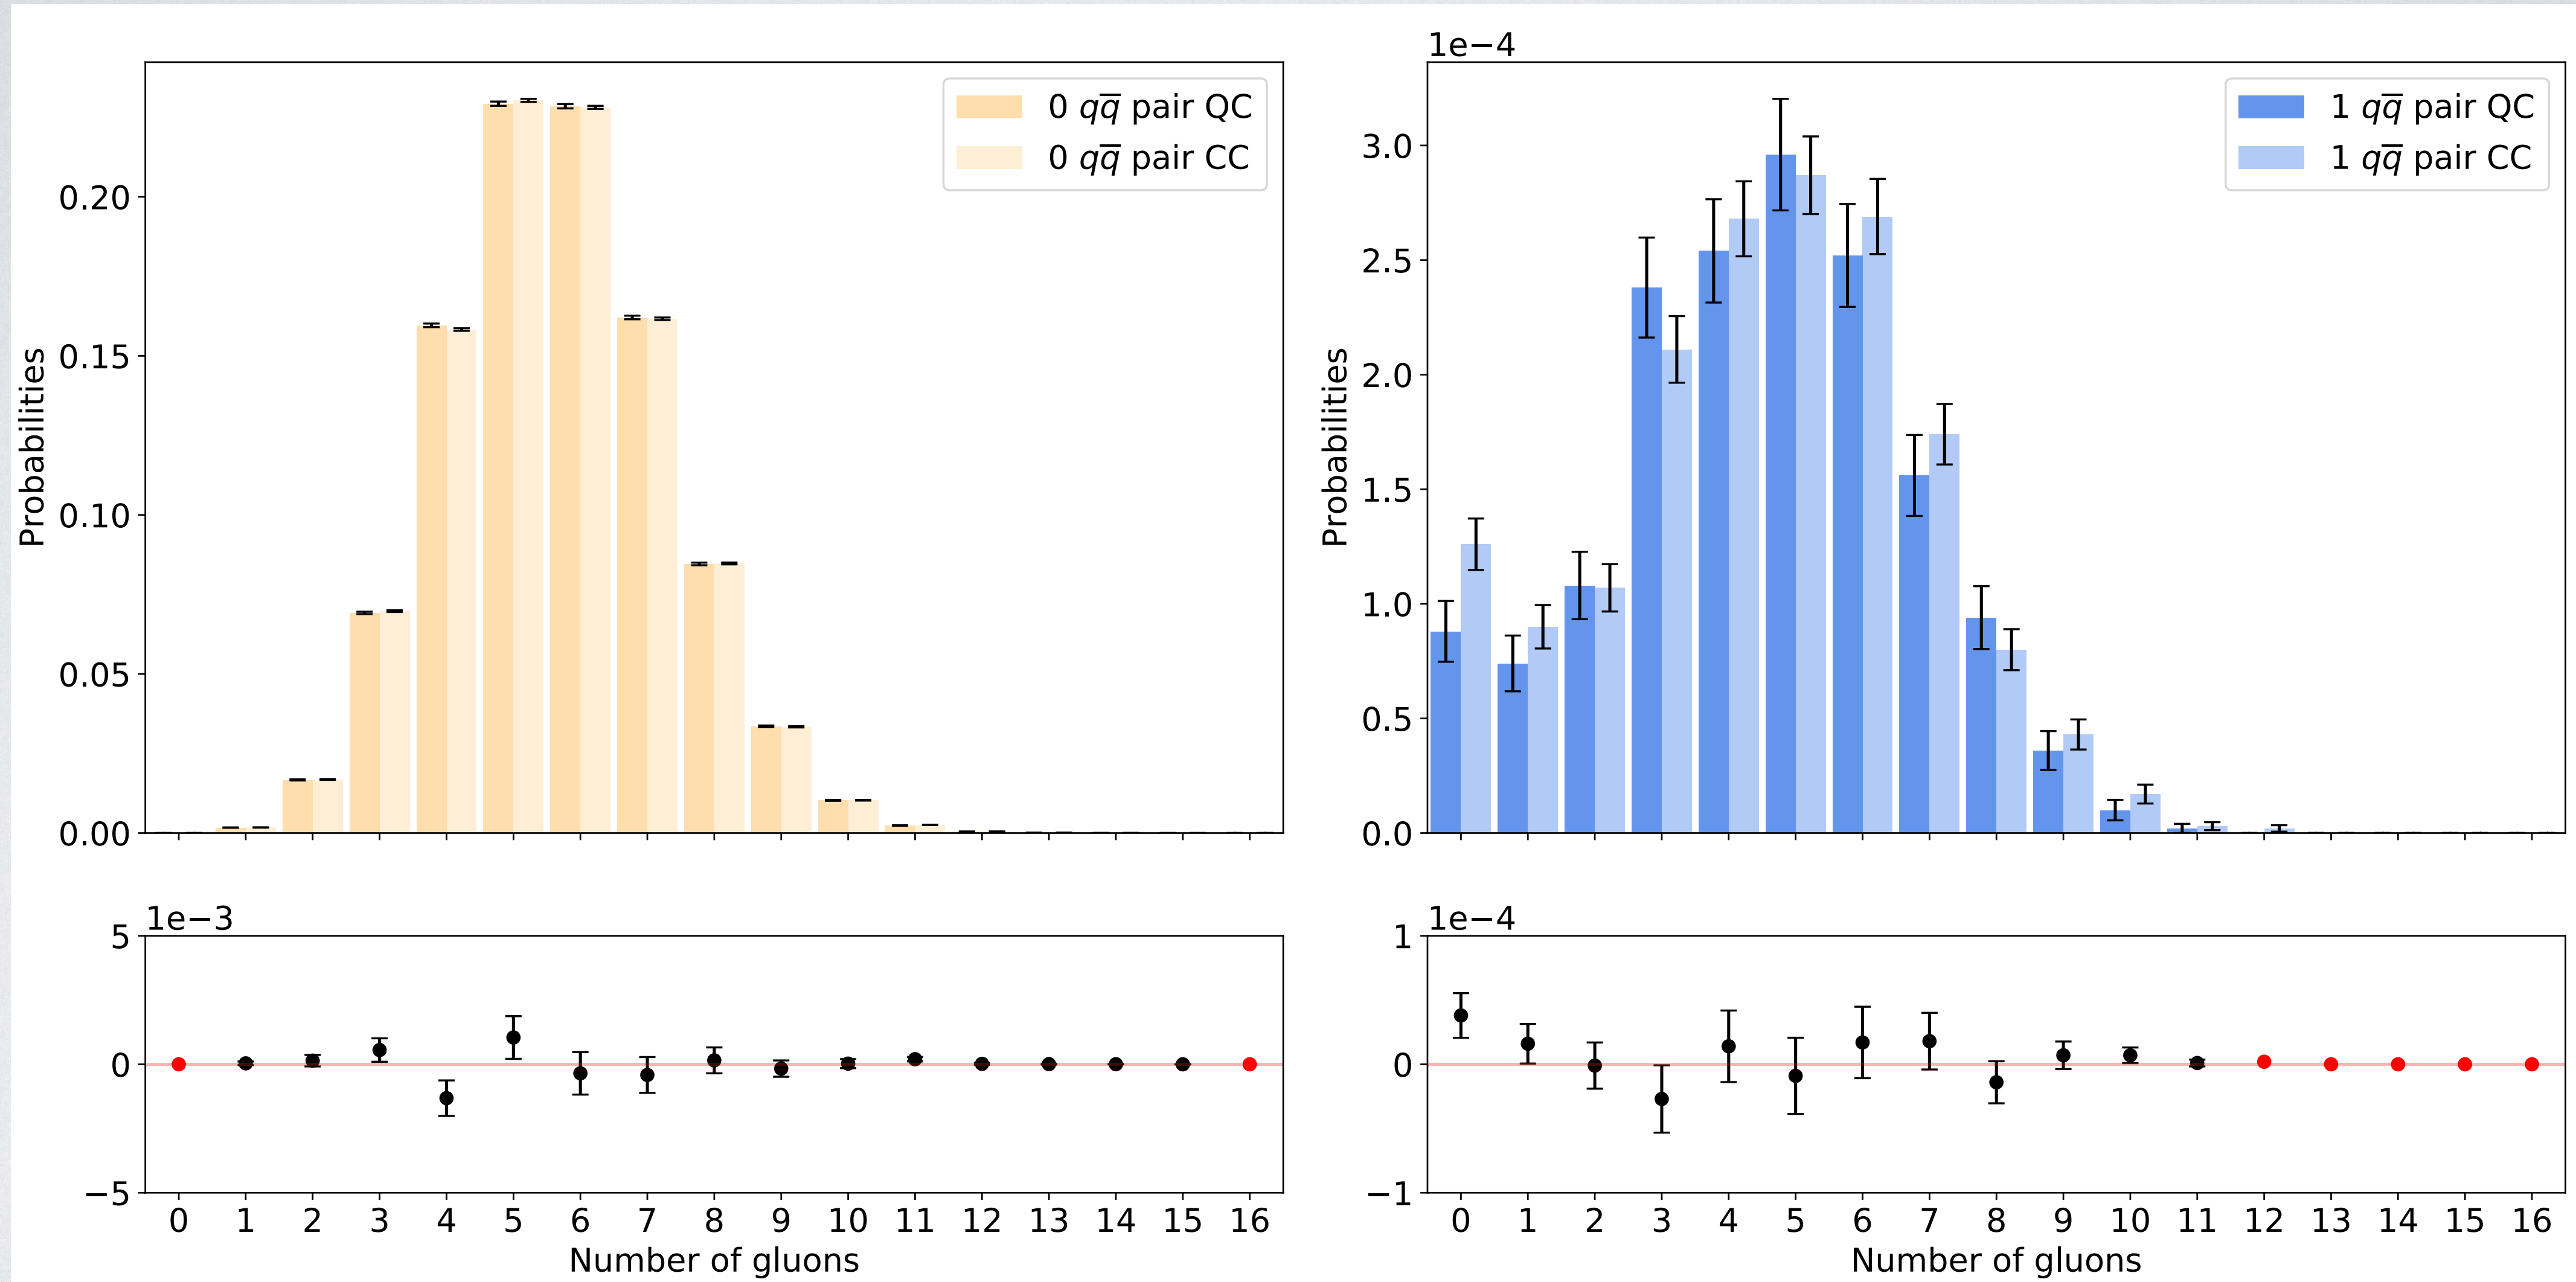 0 qq̅ pair QC
0 qq̅ pair CC
Probabilities
0.20
0.15
0.10
0.05
0.00
1e−4
1 qq̅ pair QC
1 qq̅ pair CC
Probabilities
3.0
2.5
2.0
1.5
1.0
0.5
0.0
1e−3
5
0
−5
0 1 2 3 4 5 6 7 8 9 10 11 12 13 14 15 16
Number of gluons
1e−4
1
0
−1
0 1 2 3 4 5 6 7 8 9 10 11 12 13 14 15 16
Number of gluons